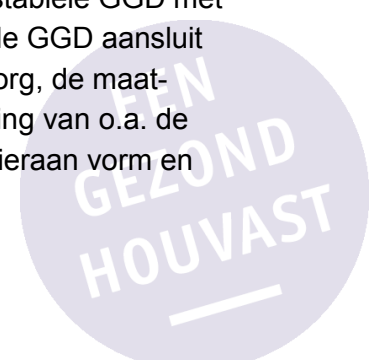 stabiele GGD met
de GGD aansluit
org, de maat-
ing van o.a. de
ieraan vorm en
EEN
GEZOND
HOUVAST